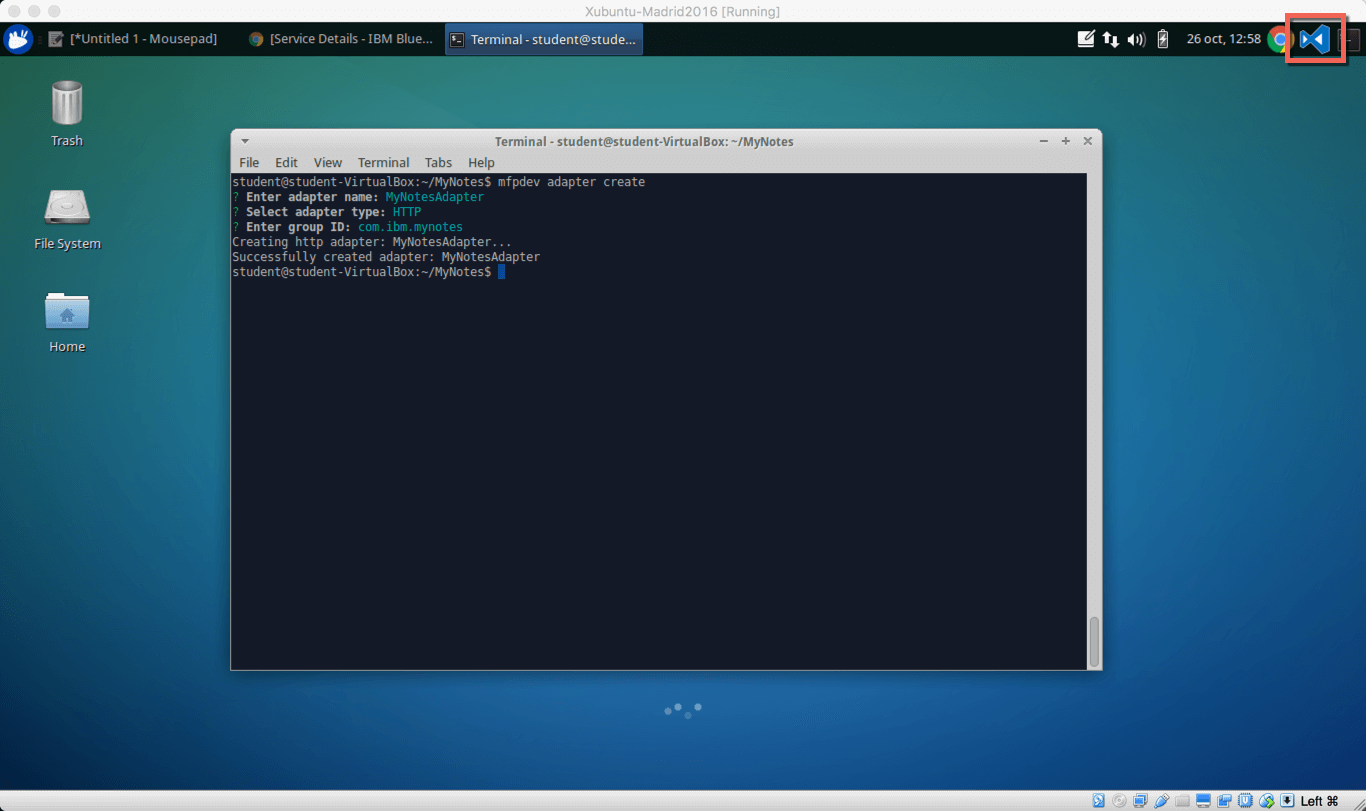 Xubuntu-Madrid2016 [Running]
[*Untitled 1 - Mousepad]
[Service Details - IBM Blue...
Terminal - student@stude...
26 oct, 12:58
Trash
File System
Home
Terminal - student@student-VirtualBox: ~/MyNotes
File Edit View Terminal Tabs Help
student@student-VirtualBox:~/MyNotes$ mfpdev adapter create
? Enter adapter name: MyNotesAdapter
? Select adapter type: HTTP
? Enter group ID: com.ibm.mynotes
Creating http adapter: MyNotesAdapter...
Successfully created adapter: MyNotesAdapter
student@student-VirtualBox:~/MyNotes$
Left ⌘